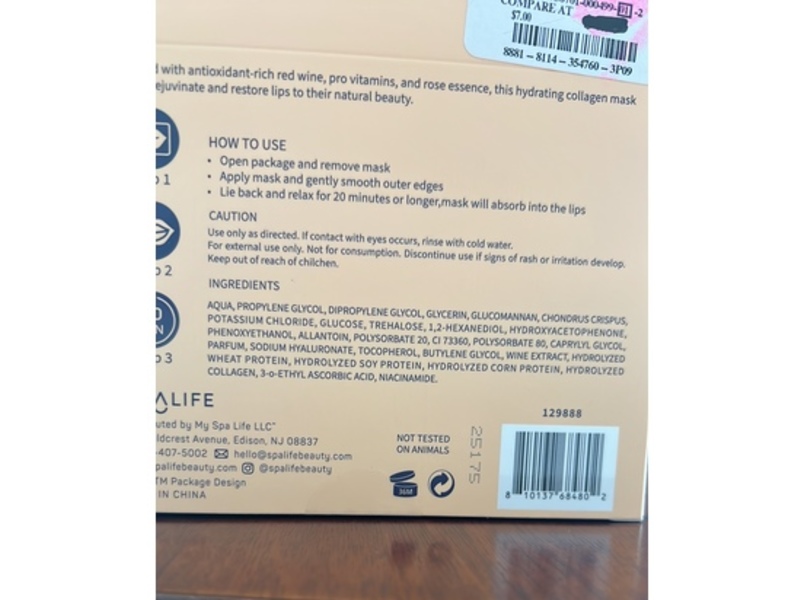 COMPARE AT
$7.00
8881 - 8114 - 354760 - 3P09
with antioxidant-rich red wine, pro vitamins, and rose essence, this hydrating collagen mask
ejuvinate and restore lips to their natural beauty.
HOW TO USE
• Open package and remove mask
• Apply mask and gently smooth outer edges
• Lie back and relax for 20 minutes or longer,mask will absorb into the lips
1
2
3
CAUTION
Use only as directed. If contact with eyes occurs, rinse with cold water.
For external use only. Not for consumption. Discontinue use if signs of rash or irritation develop.
Keep out of reach of chilchen.
INGREDIENTS
AQUA, PROPYLENE GLYCOL, DIPROPYLENE GLYCOL, GLYCERIN, GLUCOMANNAN, CHONDRUS CRISPUS,
POTASSIUM CHLORIDE, GLUCOSE, TREHALOSE, 1,2-HEXANEDIOL, HYDROXYACETOPHENONE,
PHENOXYETHANOL, ALLANTOIN, POLYSORBATE 20, CI 73360, POLYSORBATE 80, CAPRYLYL GLYCOL,
PARFUM, SODIUM HYALURONATE, TOCOPHEROL, BUTYLENE GLYCOL, WINE EXTRACT, HYDROLYZED
WHEAT PROTEIN, HYDROLYZED SOY PROTEIN, HYDROLYZED CORN PROTEIN, HYDROLYZED
COLLAGEN, 3-o-ETHYL ASCORBIC ACID, NIACINAMIDE.
ALIFE
uted by My Spa Life LLC™
ldcrest Avenue, Edison, NJ 08837
-407-5002 hello@spalifebeauty.com
palifebeauty.com @spalifebeauty
TM Package Design
IN CHINA
NOT TESTED
ON ANIMALS
36M
25175
129888
8 10137 68480 2